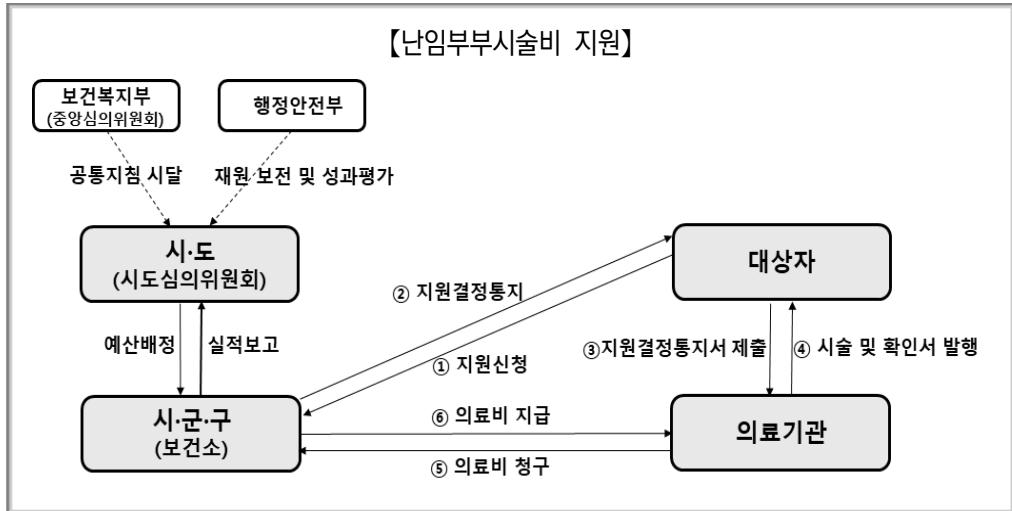 【난임부부시술비 지원】
보건복지부
(중앙심의위원회)
행정안전부
공통지침 시달
재원 보전 및 성과평가
시·도
(시도심의위원회)
대상자
② 지원결정통지
예산배정
실적보고
① 지원신청
③지원결정통지서 제출
④ 시술 및 확인서 발행
시·군·구
(보건소)
⑥ 의료비 지급
의료기관
⑤ 의료비 청구